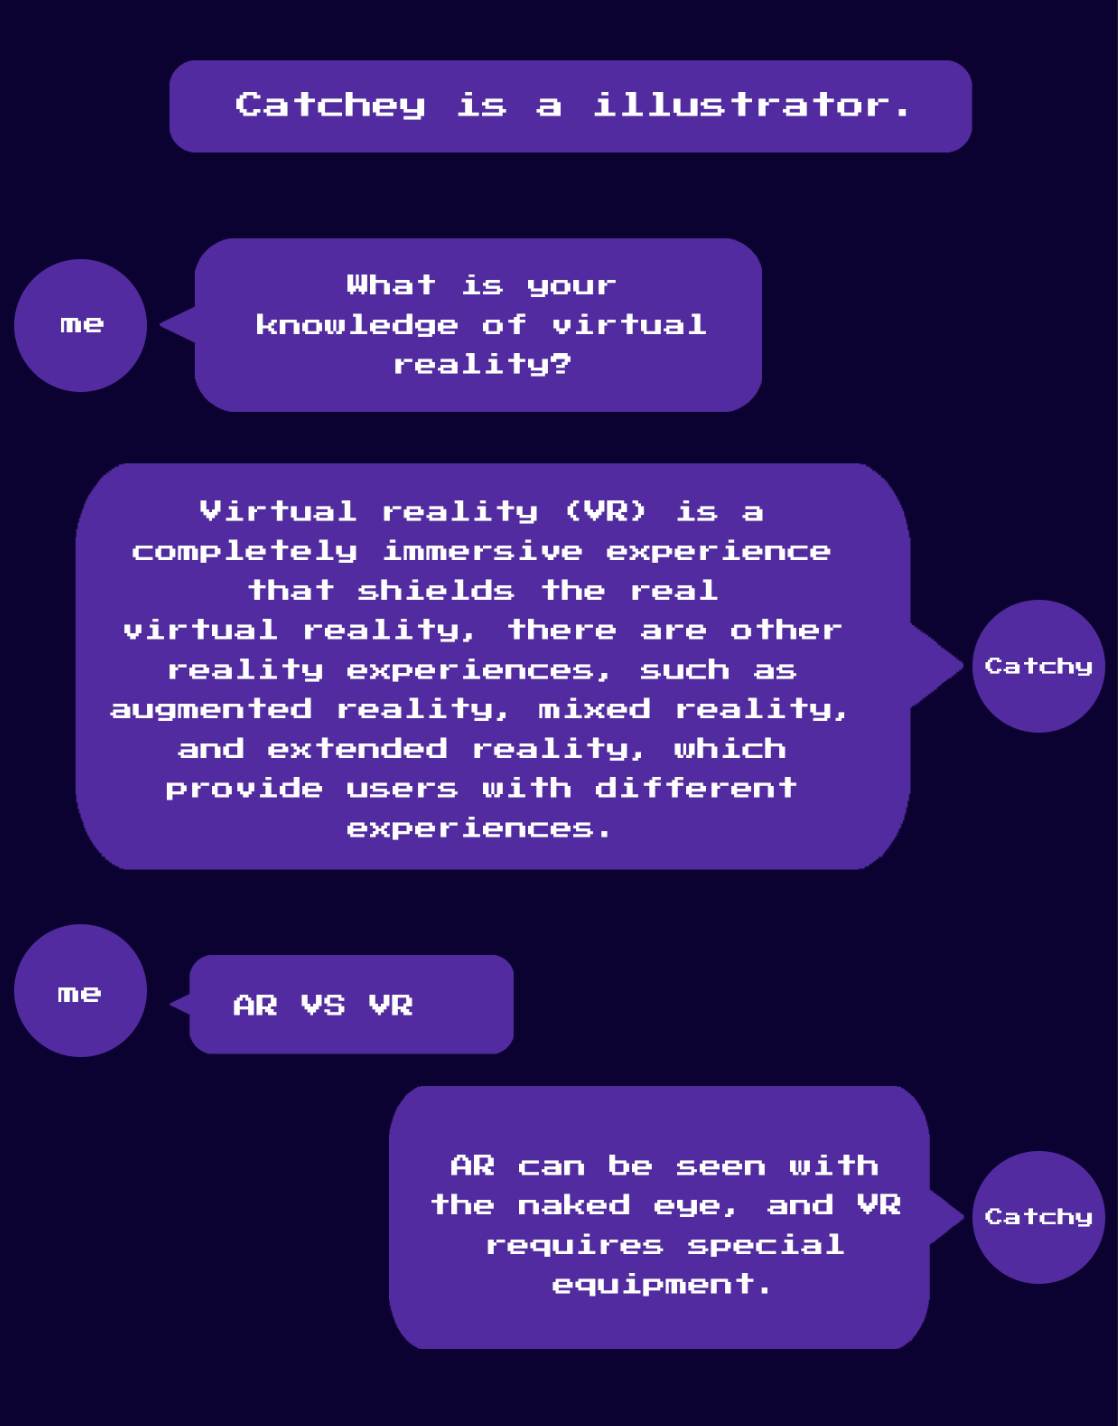 Catchey is a illustrator.
me
What is your
knowledge of virtual
reality?
Virtual reality (VR) is a
completely immersive experience
that shields the real
virtual reality, there are other
reality experiences, such as
augmented reality, mixed reality,
and extended reality, which
provide users with different
experiences.
Catchy
me
AR VS VR
AR can be seen with
the naked eye, and VR
requires special
equipment.
Catchy